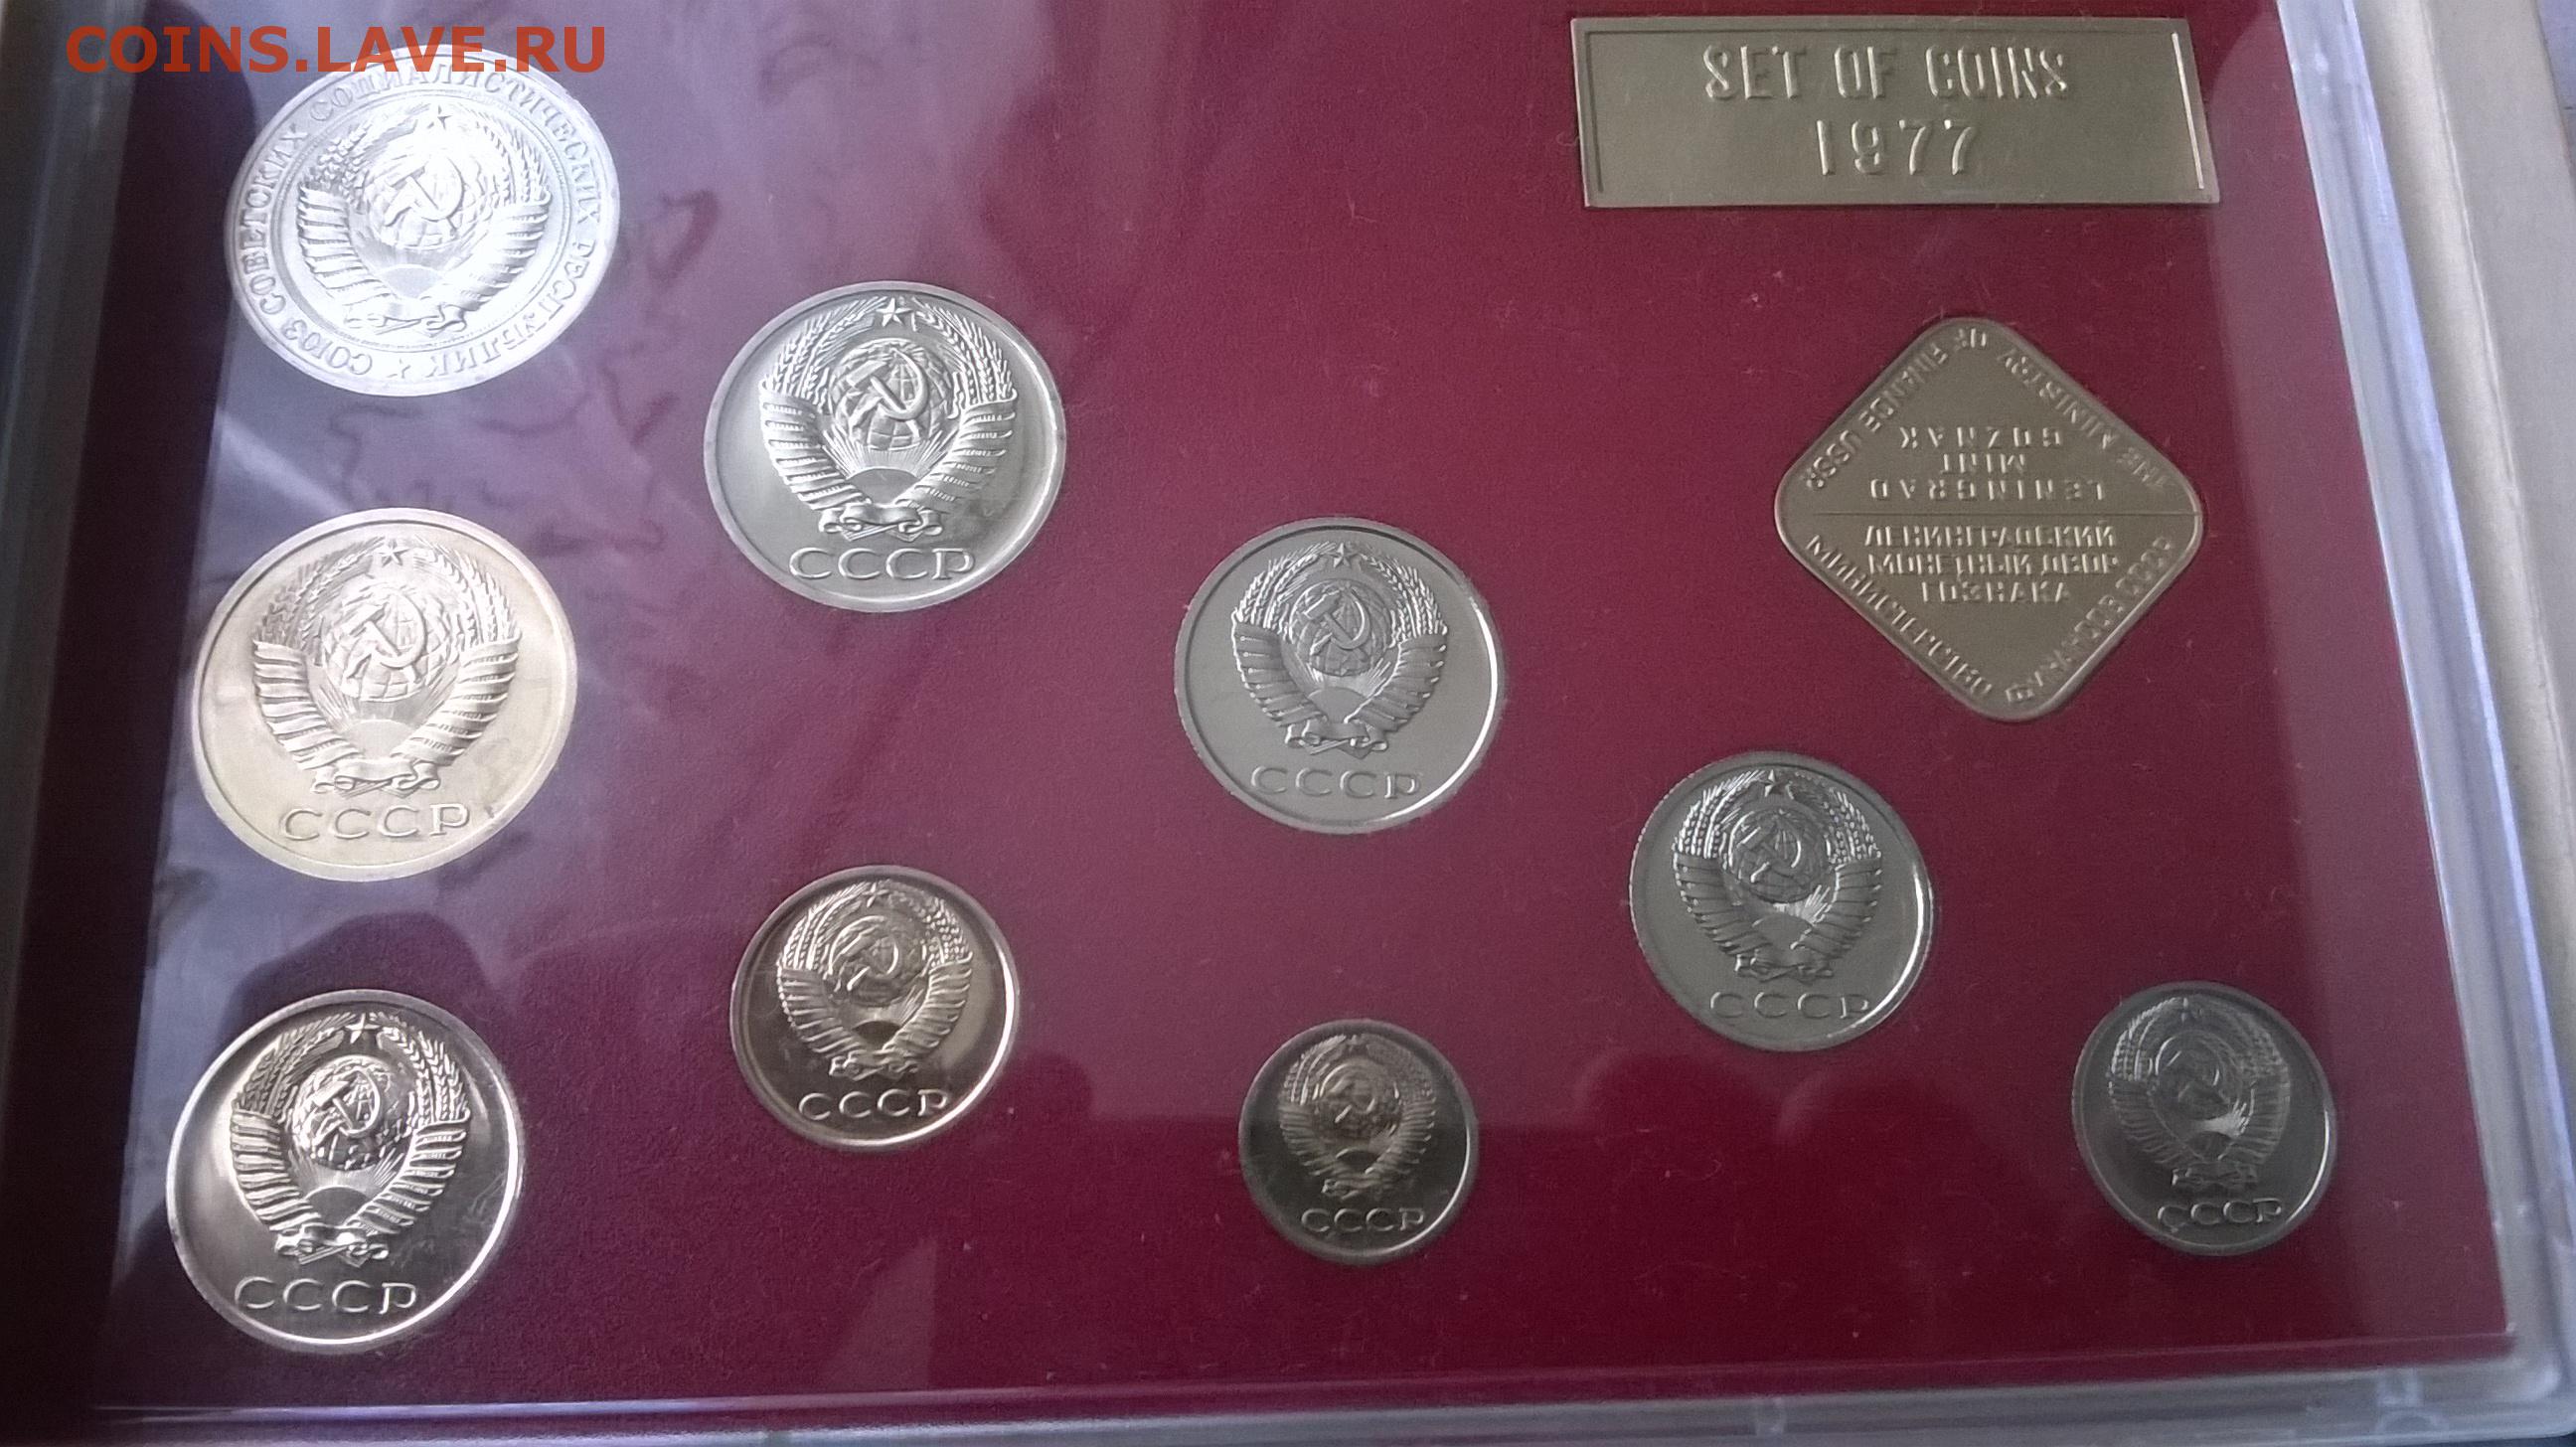 COINS.LAVE.RU
SET OF COINS
1977
СОЮЗ СОВЕТСКИХ СОЦИАЛИСТИЧЕСКИХ РЕСПУБЛИК ★
СССР
THE MINISTRY OF FINANCE USSR
LENINGRAD
MINT
GOZNAK
ЛЕНИНГРАДСКИЙ
МОНЕТНЫЙ ДВОР
ГОЗНАКА
МИНИСТЕРСТВО ФИНАНСОВ СССР
СССР
СССР
СССР
СССР
СССР
СССР
СССР